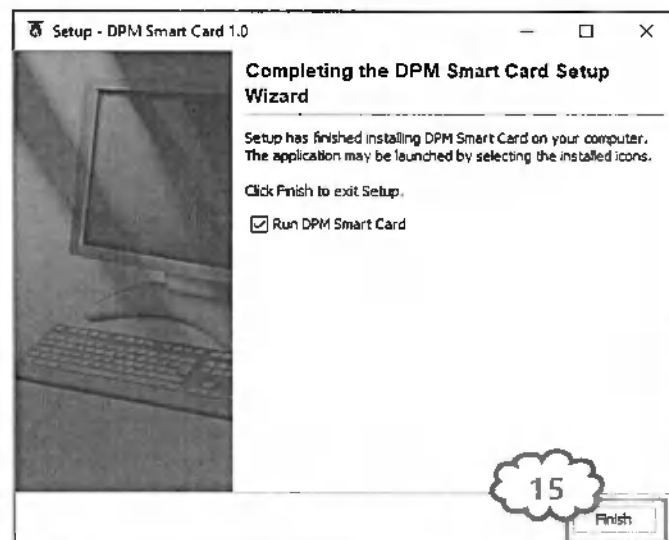 Setup - DPM Smart Card 1.0
Completing the DPM Smart Card Setup
Wizard
Setup has finished installing DPM Smart Card on your computer.
The application may be launched by selecting the installed icons.
Click Finish to exit Setup.
Run DPM Smart Card
15
Finish